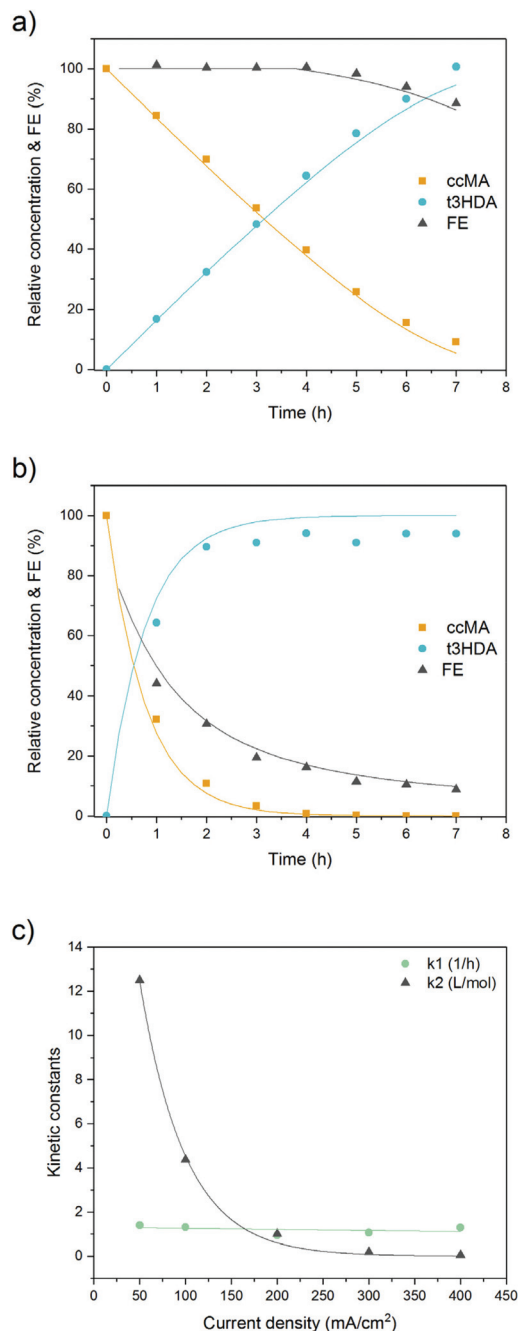 a)
Relative concentration & FE (%)
100
80
60
40
20
0
ccMA
t3HDA
FE
0 1 2 3 4 5 6 7 8
Time (h)
b)
Relative concentration & FE (%)
100
80
60
40
20
0
ccMA
t3HDA
FE
0 1 2 3 4 5 6 7 8
Time (h)
c)
Kinetic constants
14
12
10
8
6
4
2
0
k1 (1/h)
k2 (L/mol)
0 50 100 150 200 250 300 350 400 450
Current density (mA/cm²)